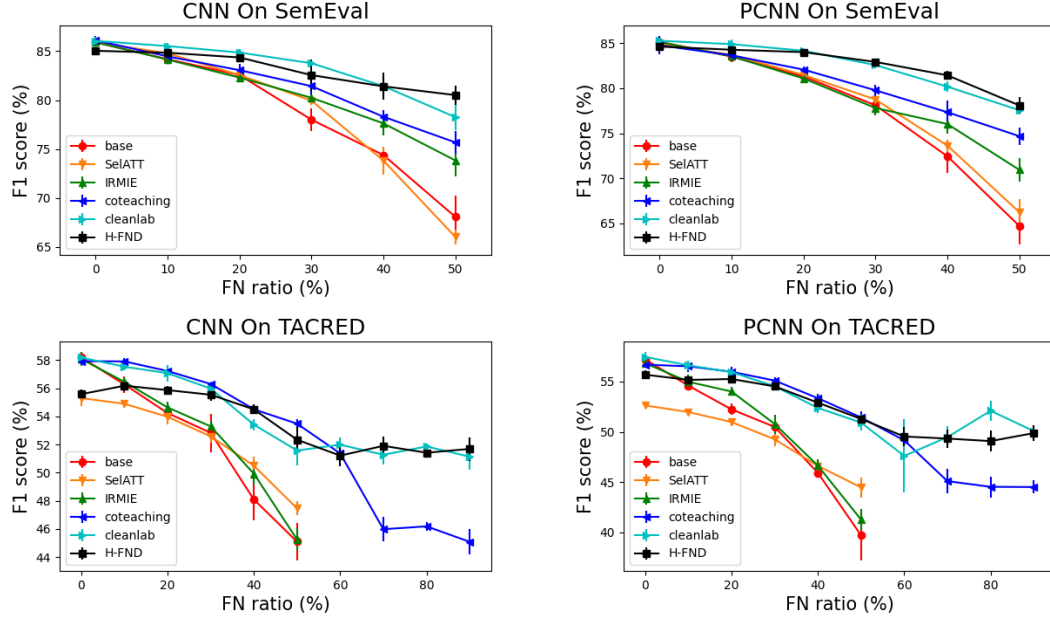 CNN On SemEval
F1 score (%)
85
80
75
70
65
base
SelATT
IRMIE
coteaching
cleanlab
H-FND
0 10 20 30 40 50
FN ratio (%)
PCNN On SemEval
F1 score (%)
85
80
75
70
65
base
SelATT
IRMIE
coteaching
cleanlab
H-FND
0 10 20 30 40 50
FN ratio (%)
CNN On TACRED
F1 score (%)
58
56
54
52
50
48
46
44
base
SelATT
IRMIE
coteaching
cleanlab
H-FND
0 20 40 60 80
FN ratio (%)
PCNN On TACRED
F1 score (%)
55
50
45
40
base
SelATT
IRMIE
coteaching
cleanlab
H-FND
0 20 40 60 80
FN ratio (%)